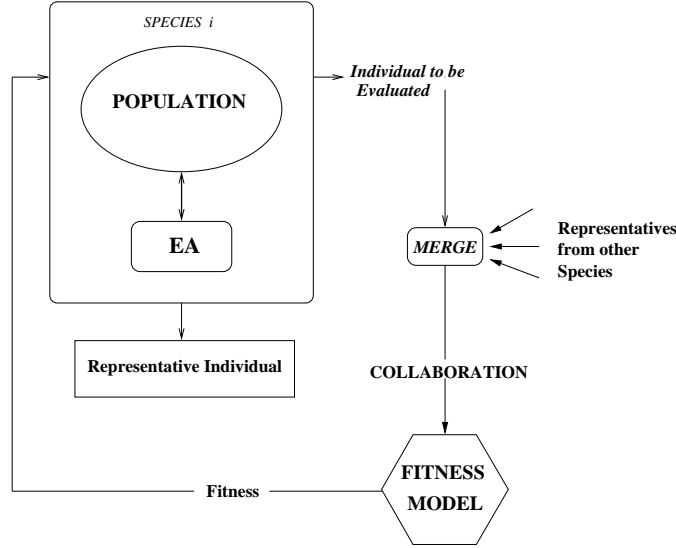 SPECIES i
POPULATION
EA
Individual to be
Evaluated
MERGE
Representatives
from other
Species
Representative Individual
COLLABORATION
FITNESS
MODEL
Fitness